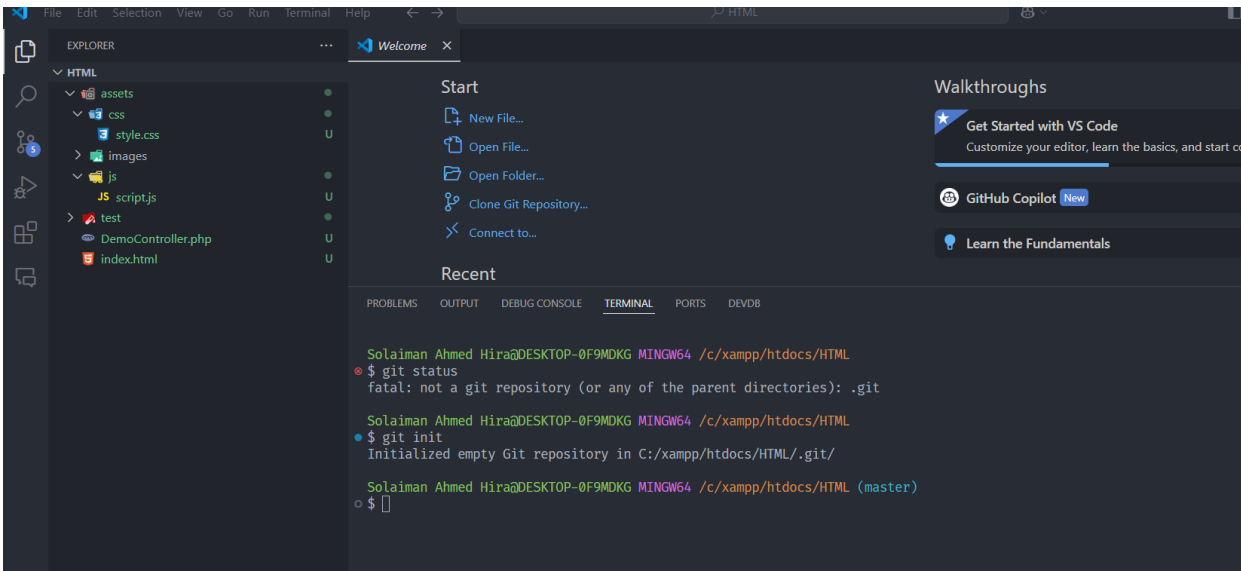 File Edit Selection View Go Run Terminal Help
HTML
EXPLORER
Welcome
HTML
assets
css
style.css U
images
js
JS script.js U
test
DemoController.php U
index.html U
5
Start
New File...
Open File...
Open Folder...
Clone Git Repository...
Connect to...
Recent
Walkthroughs
Get Started with VS Code
Customize your editor, learn the basics, and start
GitHub Copilot New
Learn the Fundamentals
PROBLEMS OUTPUT DEBUG CONSOLE TERMINAL PORTS DEVDB
Solaiman Ahmed Hira@DESKTOP-0F9MDKG MINGW64 /c/xampp/htdocs/HTML
$ git status
fatal: not a git repository (or any of the parent directories): .git
Solaiman Ahmed Hira@DESKTOP-0F9MDKG MINGW64 /c/xampp/htdocs/HTML
$ git init
Initialized empty Git repository in C:/xampp/htdocs/HTML/.git/
Solaiman Ahmed Hira@DESKTOP-0F9MDKG MINGW64 /c/xampp/htdocs/HTML (master)
$